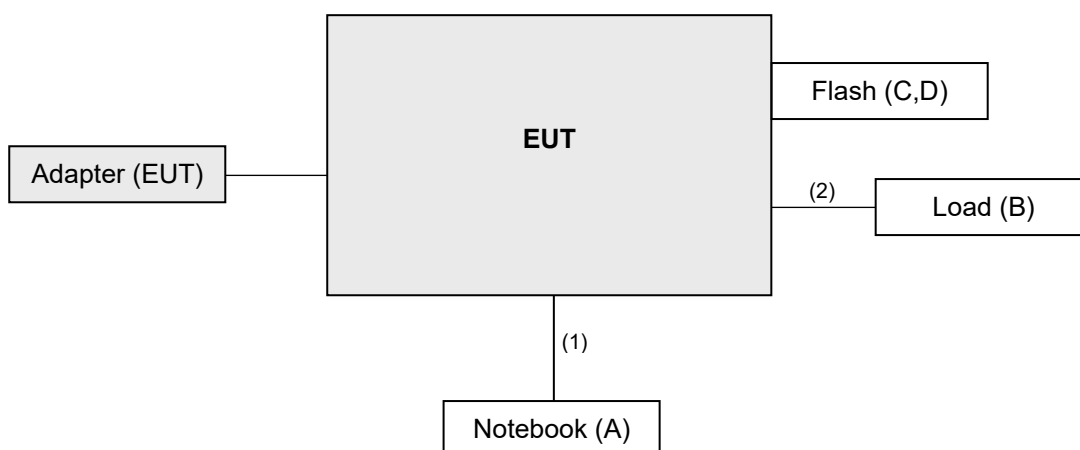 Flash (C,D)
EUT
Adapter (EUT)
(2)
Load (B)
(1)
Notebook (A)